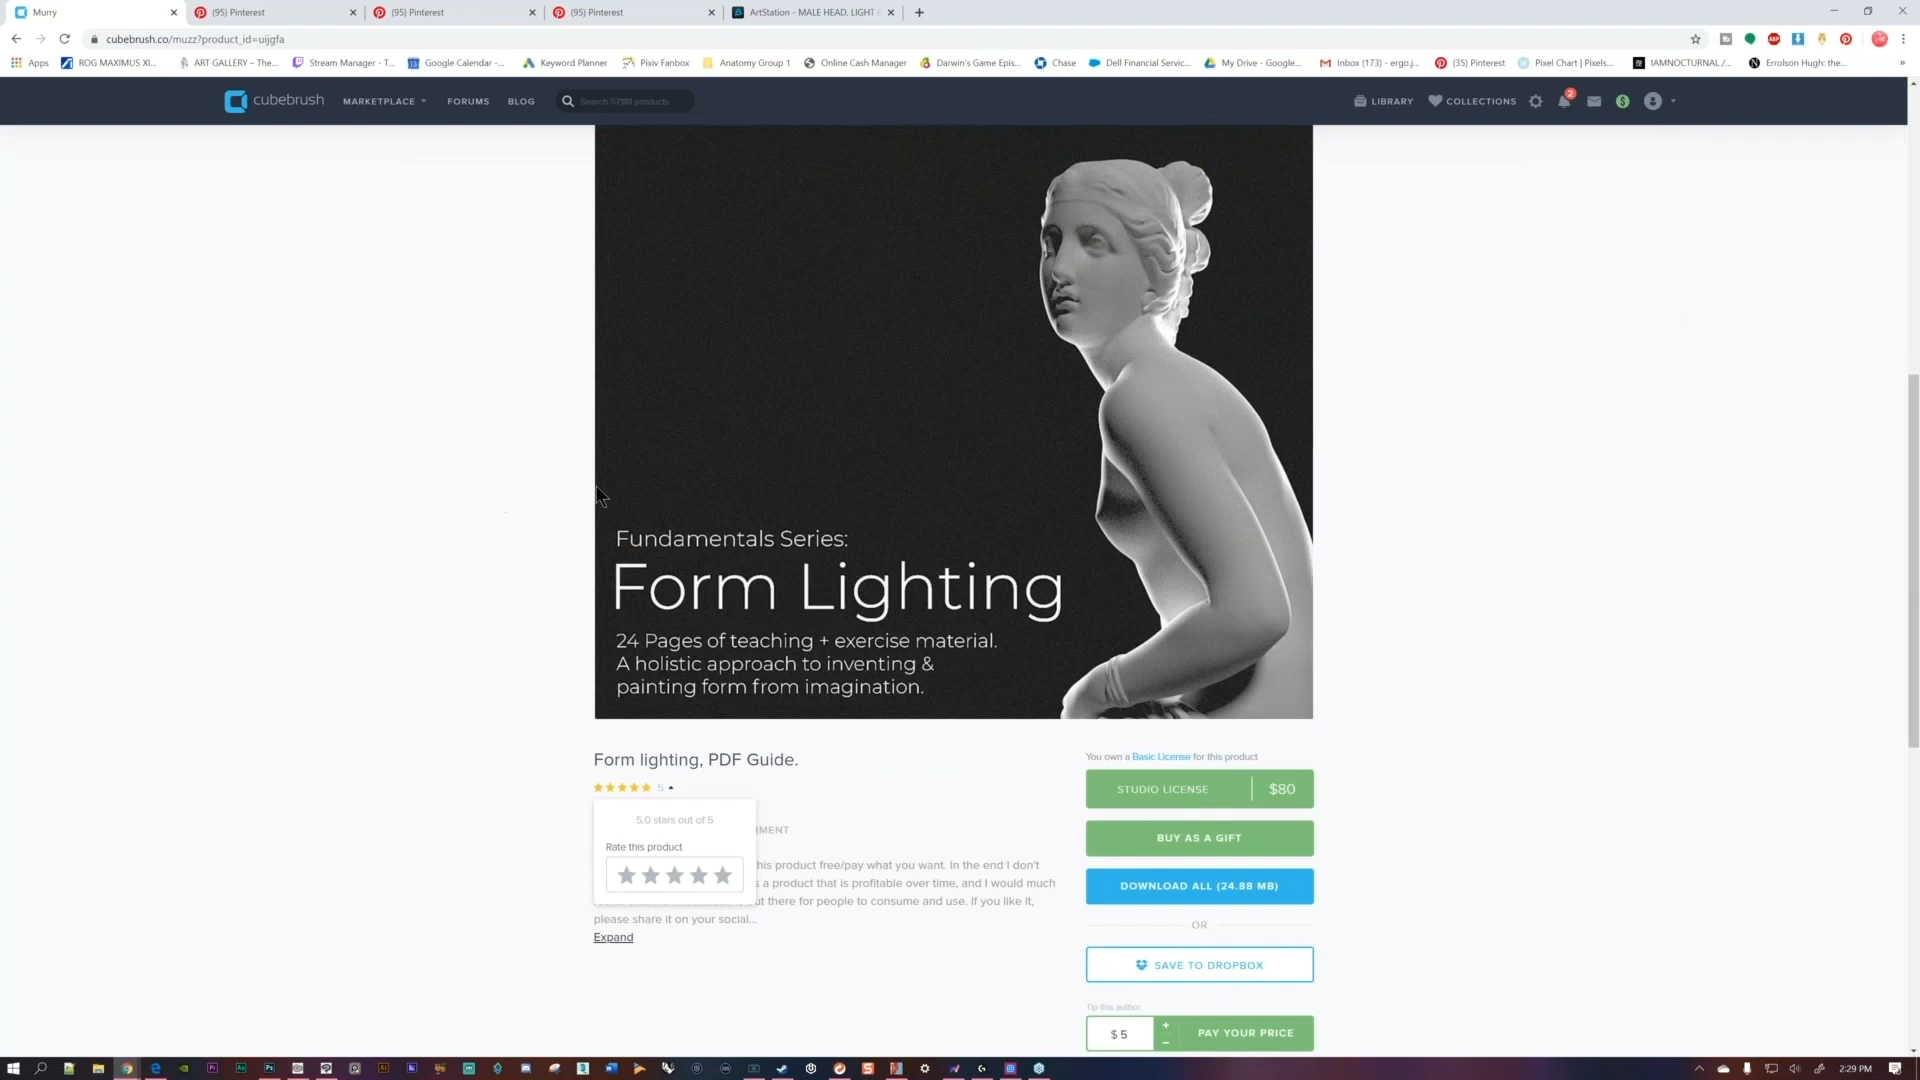 Murry
(95) Pinterest
(95) Pinterest
(95) Pinterest
ArtStation - MALE HEAD, LIGHT
cubebrush.co/muzz?product_id=uijgfa
Apps
ROG MAXIMUS XI...
ART GALLERY – The...
Stream Manager - T...
Google Calendar -...
Keyword Planner
Pixiv Fanbox
Anatomy Group 1
Online Cash Manager
Darwin's Game Epis...
Chase
Dell Financial Servic...
My Drive - Google...
Inbox (173) - ergo.j...
(35) Pinterest
Pixel Chart | Pixels...
IAMNOCTURNAL /...
Errolson Hugh: the...
cubebrush
MARKETPLACE
FORUMS
BLOG
LIBRARY
COLLECTIONS
2
Fundamentals Series:
Form Lighting
24 Pages of teaching + exercise material.
A holistic approach to inventing &
painting form from imagination.
Form lighting, PDF Guide.
5
5.0 stars out of 5
Rate this product
MENT
his product free/pay what you want. In the end I don't
s a product that is profitable over time, and I would much
ut there for people to consume and use. If you like it,
please share it on your social...
Expand
You own a Basic License for this product
STUDIO LICENSE $80
BUY AS A GIFT
DOWNLOAD ALL (24.88 MB)
OR
SAVE TO DROPBOX
Tip this author
$ 5
+
−
PAY YOUR PRICE
2:29 PM